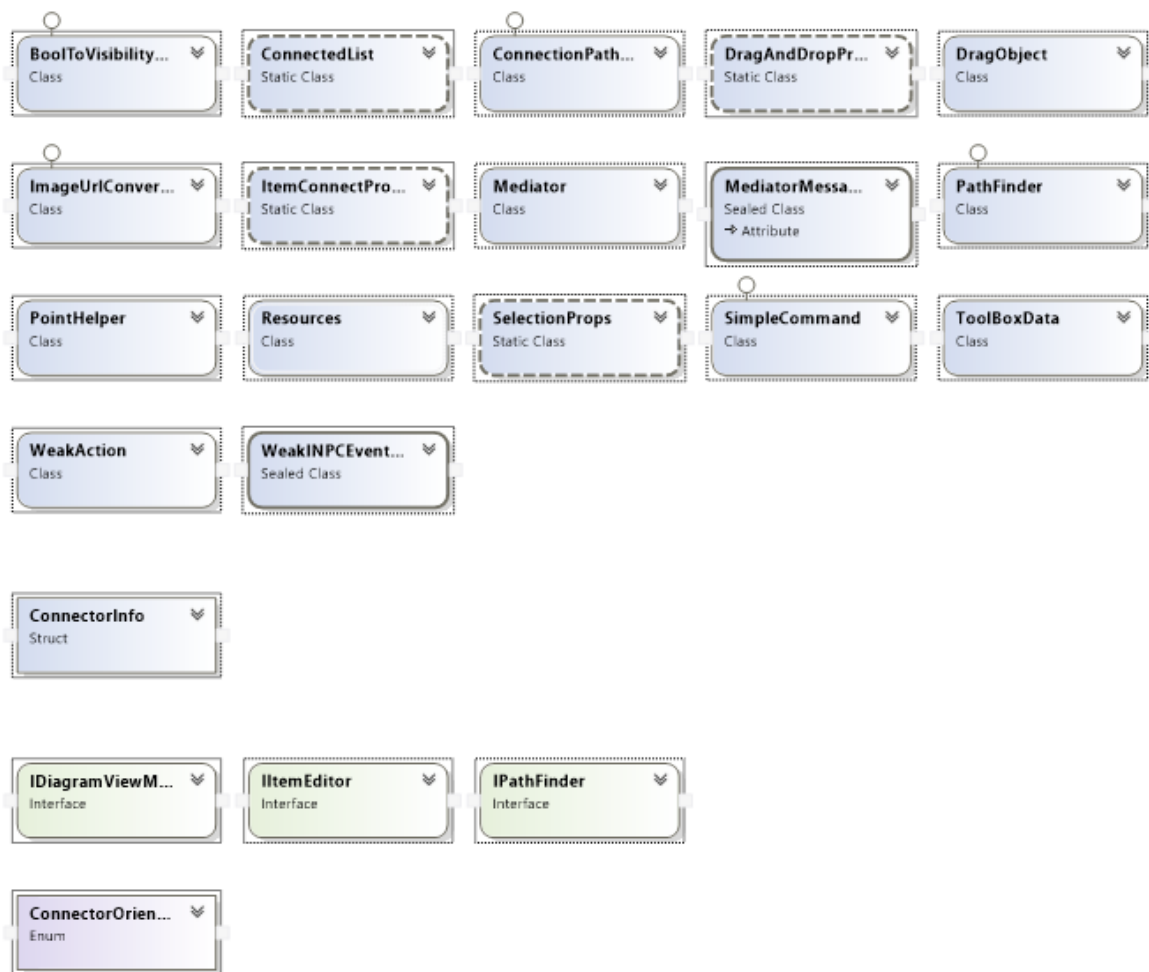 BoolToVisibility...
Class
ConnectedList
Static Class
ConnectionPath...
Class
DragAndDropPr...
Static Class
DragObject
Class
ImageUrlConver...
Class
ItemConnectPro...
Static Class
Mediator
Class
MediatorMessa...
Sealed Class
→ Attribute
PathFinder
Class
PointHelper
Class
Resources
Class
SelectionProps
Static Class
SimpleCommand
Class
ToolBoxData
Class
WeakAction
Class
WeakINPCEvent...
Sealed Class
ConnectorInfo
Struct
IDiagramViewM...
Interface
IItemEditor
Interface
IPathFinder
Interface
ConnectorOrien...
Enum